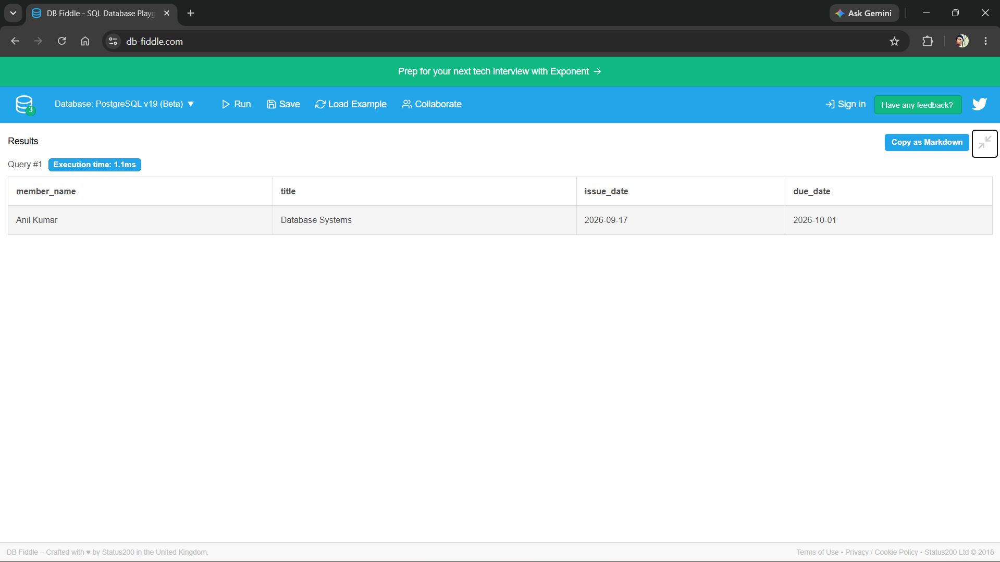 DB Fiddle - SQL Database Playg
Ask Gemini
db-fiddle.com
Prep for your next tech interview with Exponent →
3
Database: PostgreSQL v19 (Beta) ▼
Run
Save
Load Example
Collaborate
Sign in
Have any feedback?
Results
Copy as Markdown
Query #1
Execution time: 1.1ms
member_name title issue_date due_date
Anil Kumar Database Systems 2026-09-17 2026-10-01
DB Fiddle – Crafted with ♥ by Status200 in the United Kingdom.
Terms of Use • Privacy / Cookie Policy • Status200 Ltd © 2018